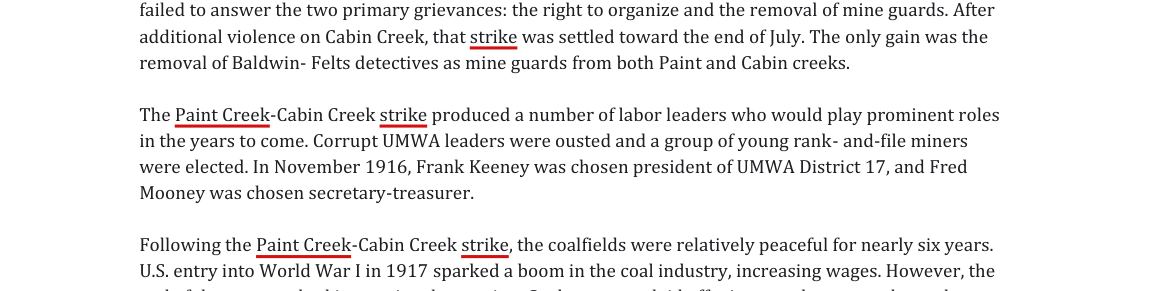 failed to answer the two primary grievances: the right to organize and the removal of mine guards. After
additional violence on Cabin Creek, that strike was settled toward the end of July. The only gain was the
removal of Baldwin- Felts detectives as mine guards from both Paint and Cabin creeks.
The Paint Creek-Cabin Creek strike produced a number of labor leaders who would play prominent roles
in the years to come. Corrupt UMWA leaders were ousted and a group of young rank- and-file miners
were elected. In November 1916, Frank Keeney was chosen president of UMWA District 17, and Fred
Mooney was chosen secretary-treasurer.
Following the Paint Creek-Cabin Creek strike, the coalfields were relatively peaceful for nearly six years.
U.S. entry into World War I in 1917 sparked a boom in the coal industry, increasing wages. However, the